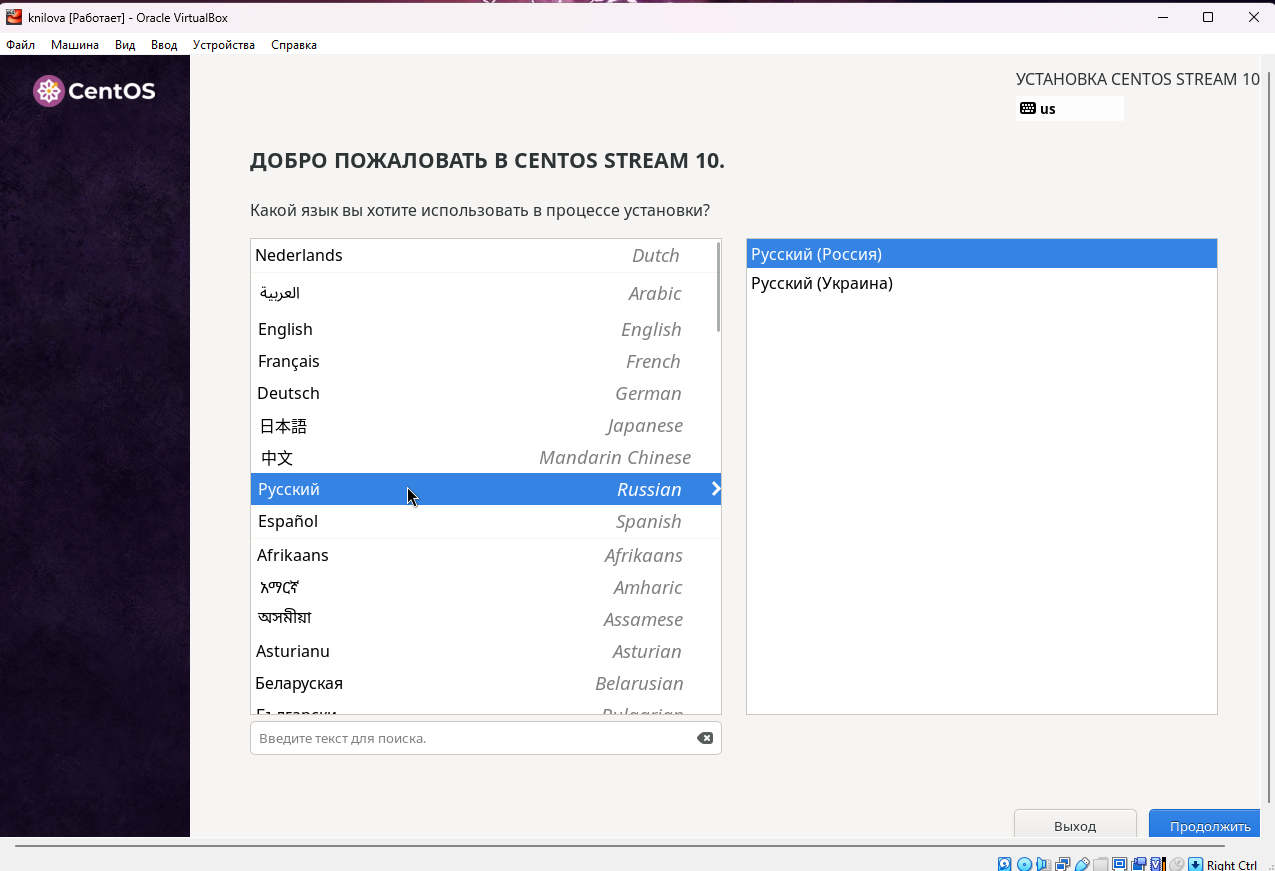 knilova [Работает] - Oracle VirtualBox
Файл Машина Вид Ввод Устройства Справка
CentOS
УСТАНОВКА CENTOS STREAM 10
us
ДОБРО ПОЖАЛОВАТЬ В CENTOS STREAM 10.
Какой язык вы хотите использовать в процессе установки?
Nederlands Dutch
العربية Arabic
English English
Français French
Deutsch German
日本語 Japanese
中文 Mandarin Chinese
Русский Russian
Español Spanish
Afrikaans Afrikaans
አማርኛ Amharic
অসমীয়া Assamese
Asturianu Asturian
Беларуская Belarusian
Български Bulgarian
Русский (Россия)
Русский (Украина)
Введите текст для поиска.
Выход
Продолжить
Right Ctrl